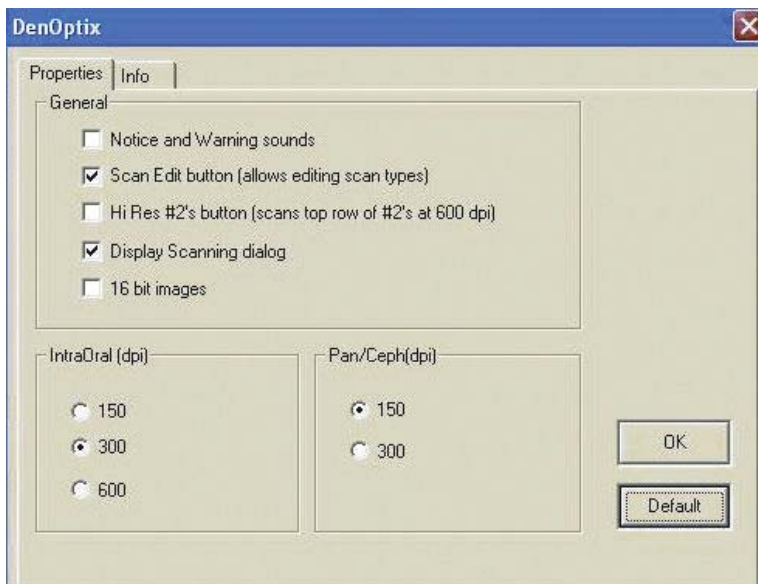 DenOptix
Properties Info
General
Notice and Warning sounds
Scan Edit button (allows editing scan types)
Hi Res #2's button (scans top row of #2's at 600 dpi)
Display Scanning dialog
16 bit images
IntraOral (dpi)
150
300
600
Pan/Ceph(dpi)
150
300
OK
Default